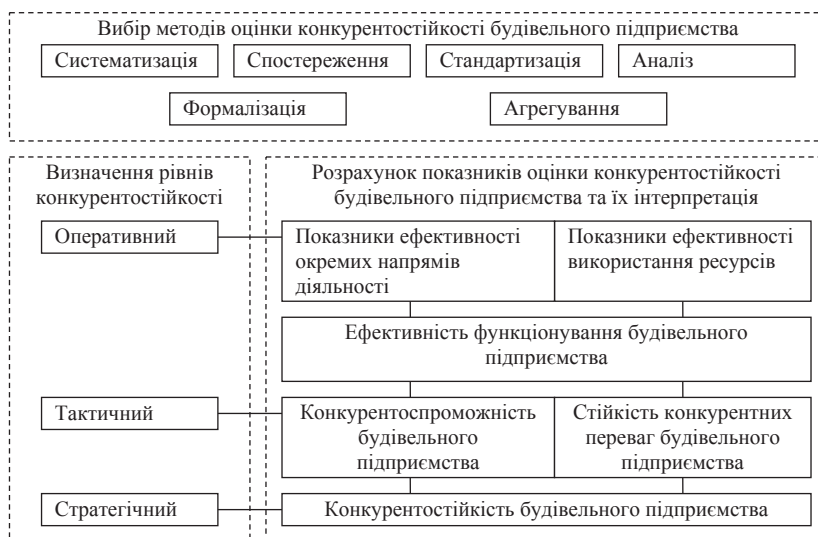 Вибір методів оцінки конкурентостійкості будівельного підприємства
Систематизація
Спостереження
Стандартизація
Аналіз
Формалізація
Агрегування
Визначення рівнів
конкурентостійкості
Розрахунок показників оцінки конкурентостійкості
будівельного підприємства та їх інтерпретація
Оперативний
Показники ефективності
окремих напрямів
діяльності
Показники ефективності
використання ресурсів
Ефективність функціонування будівельного
підприємства
Тактичний
Конкурентоспроможність
будівельного
підприємства
Стійкість конкурентних
переваг будівельного
підприємства
Стратегічний
Конкурентостійкість будівельного підприємства